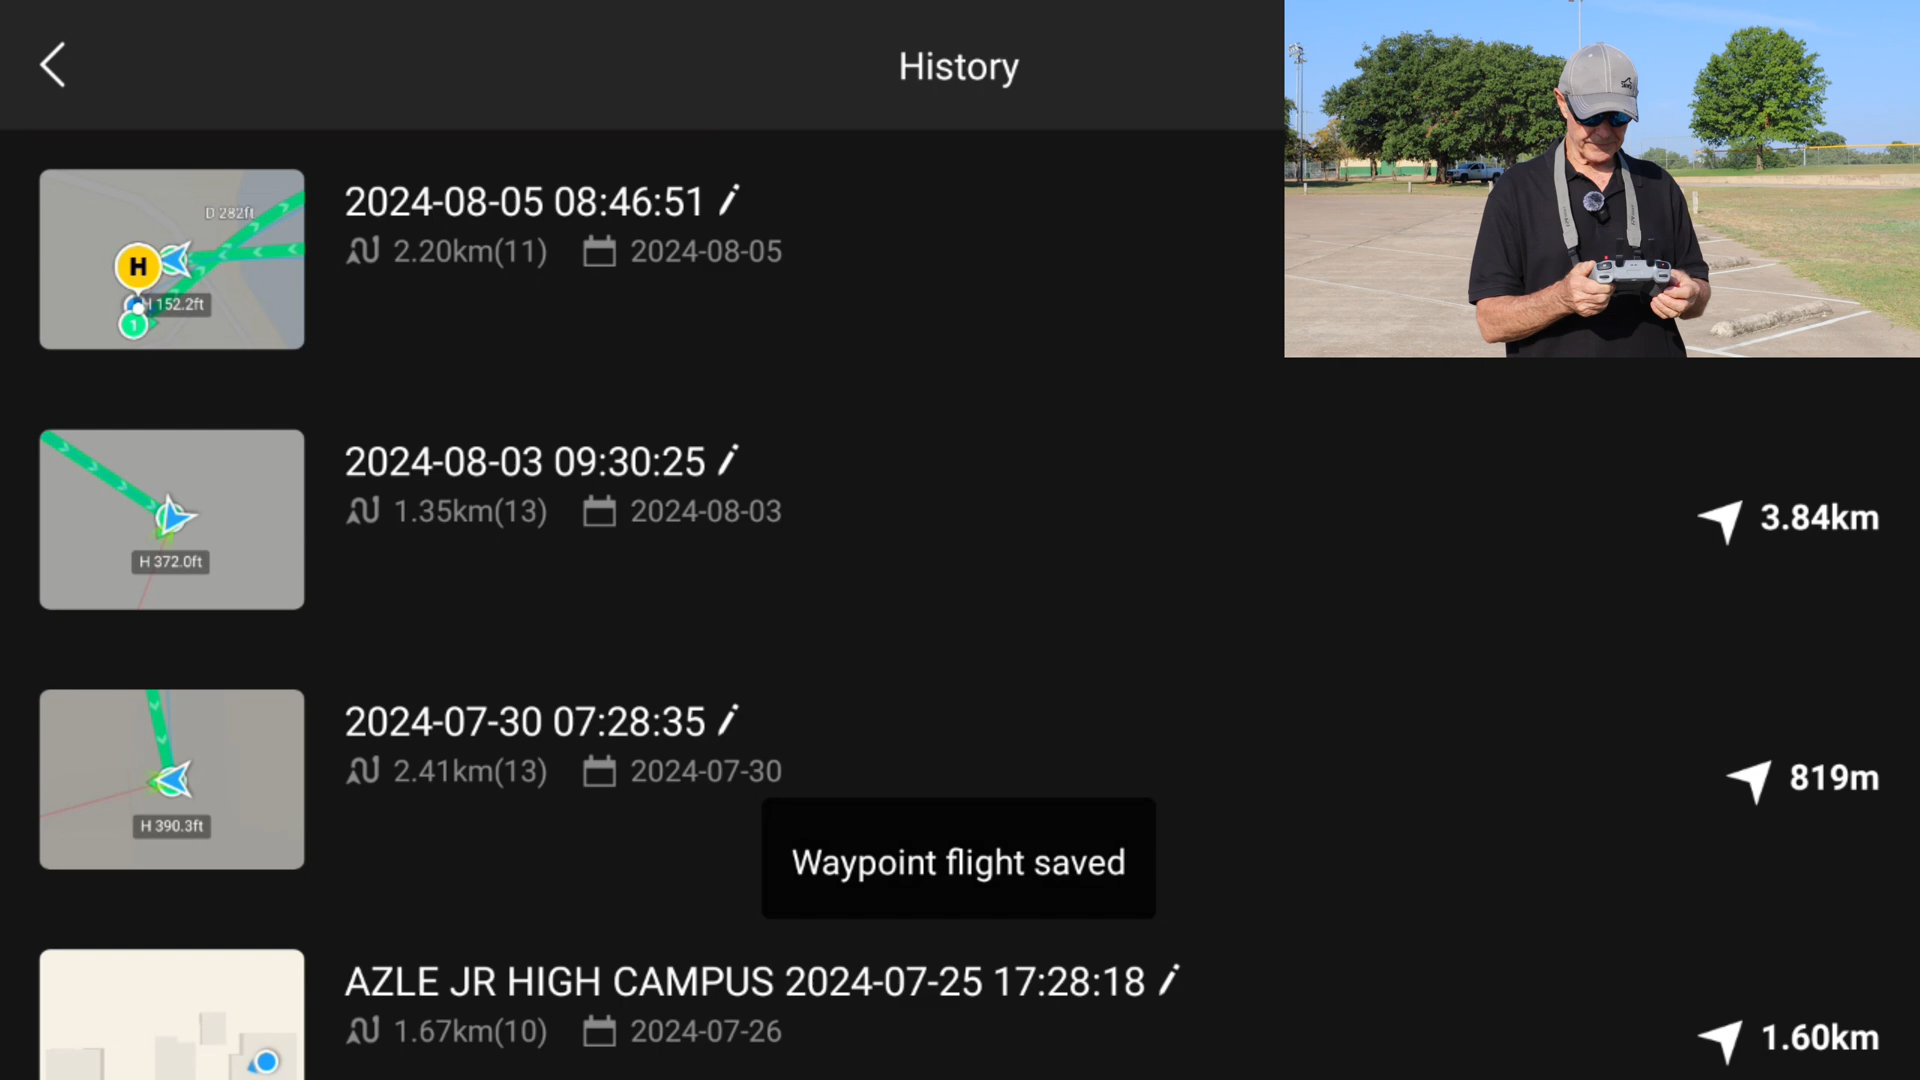 History
D 282ft
H
H 152.2ft
1
2024-08-05 08:46:51
2.20km(11) 2024-08-05
H 372.0ft
2024-08-03 09:30:25
1.35km(13) 2024-08-03
3.84km
H 390.3ft
2024-07-30 07:28:35
2.41km(13) 2024-07-30
819m
Waypoint flight saved
AZLE JR HIGH CAMPUS 2024-07-25 17:28:18
1.67km(10) 2024-07-26
1.60km